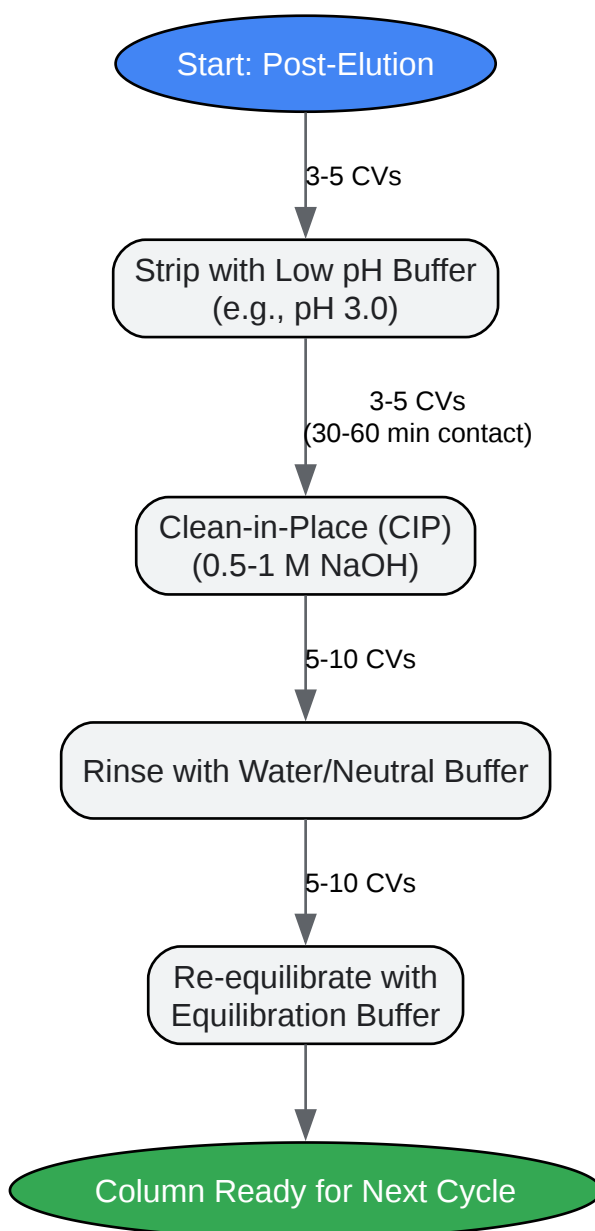 Start: Post-Elution
3-5 CVs
Strip with Low pH Buffer
(e.g., pH 3.0)
3-5 CVs
(30-60 min contact)
Clean-in-Place (CIP)
(0.5-1 M NaOH)
5-10 CVs
Rinse with Water/Neutral Buffer
5-10 CVs
Re-equilibrate with
Equilibration Buffer
Column Ready for Next Cycle